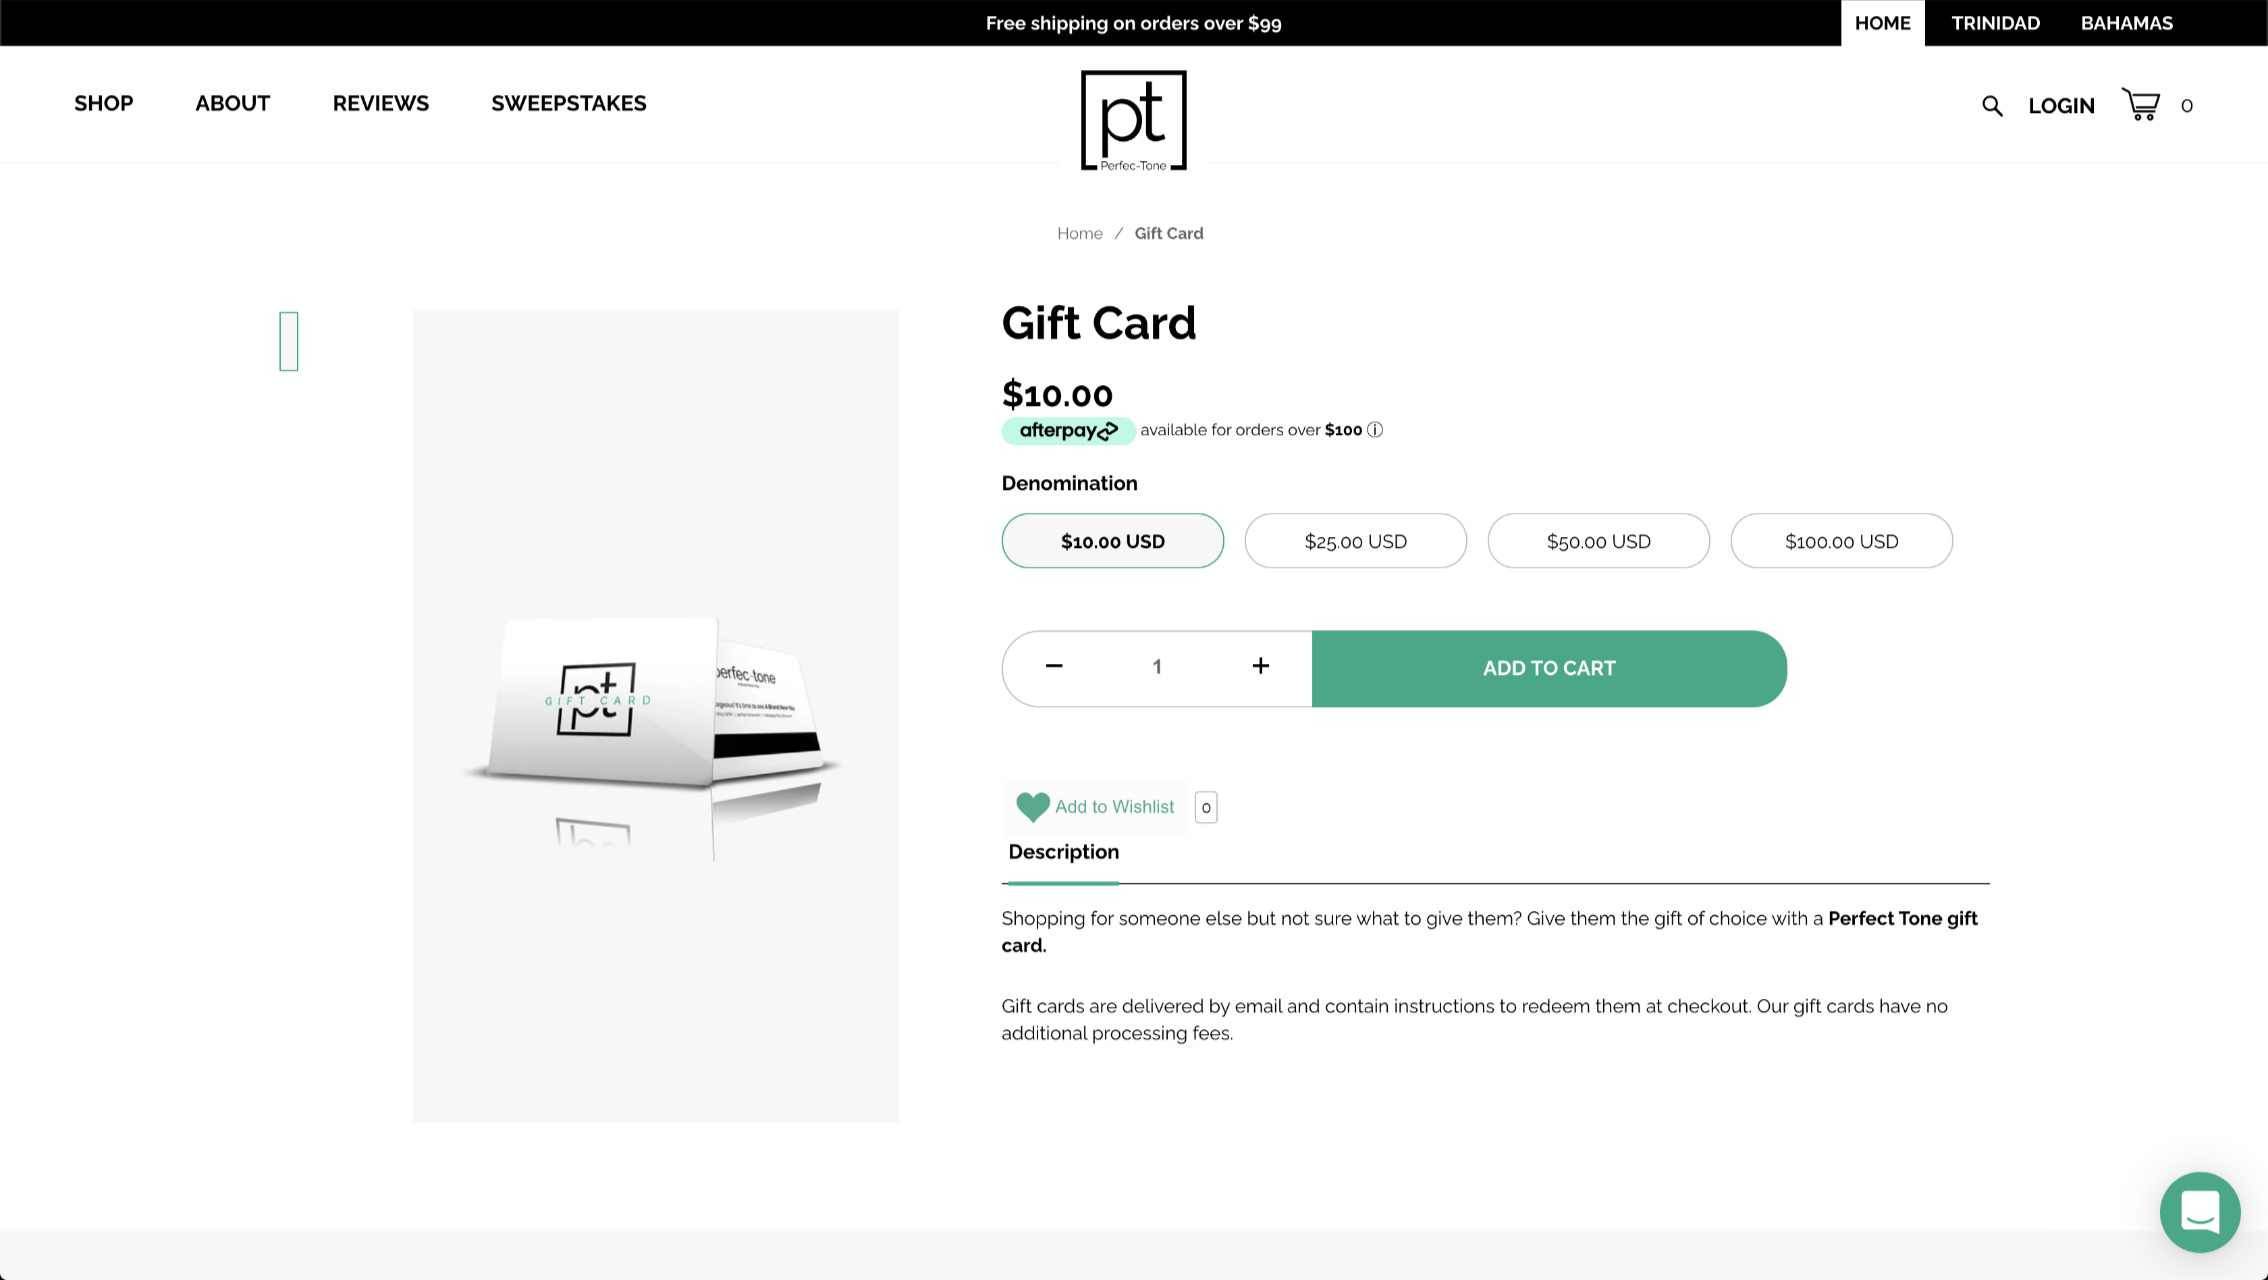 Free shipping on orders over $99
HOME
TRINIDAD
BAHAMAS
SHOP
ABOUT
REVIEWS
SWEEPSTAKES
pt
Perfec-Tone
LOGIN
0
Home / Gift Card
Gift Card
$10.00
afterpay available for orders over $100
Denomination
$10.00 USD
$25.00 USD
$50.00 USD
$100.00 USD
− 1 +
ADD TO CART
pt
GIFT CARD
perfec-tone
Add to Wishlist
0
Description
Shopping for someone else but not sure what to give them? Give them the gift of choice with a Perfect Tone gift
card.
Gift cards are delivered by email and contain instructions to redeem them at checkout. Our gift cards have no
additional processing fees.